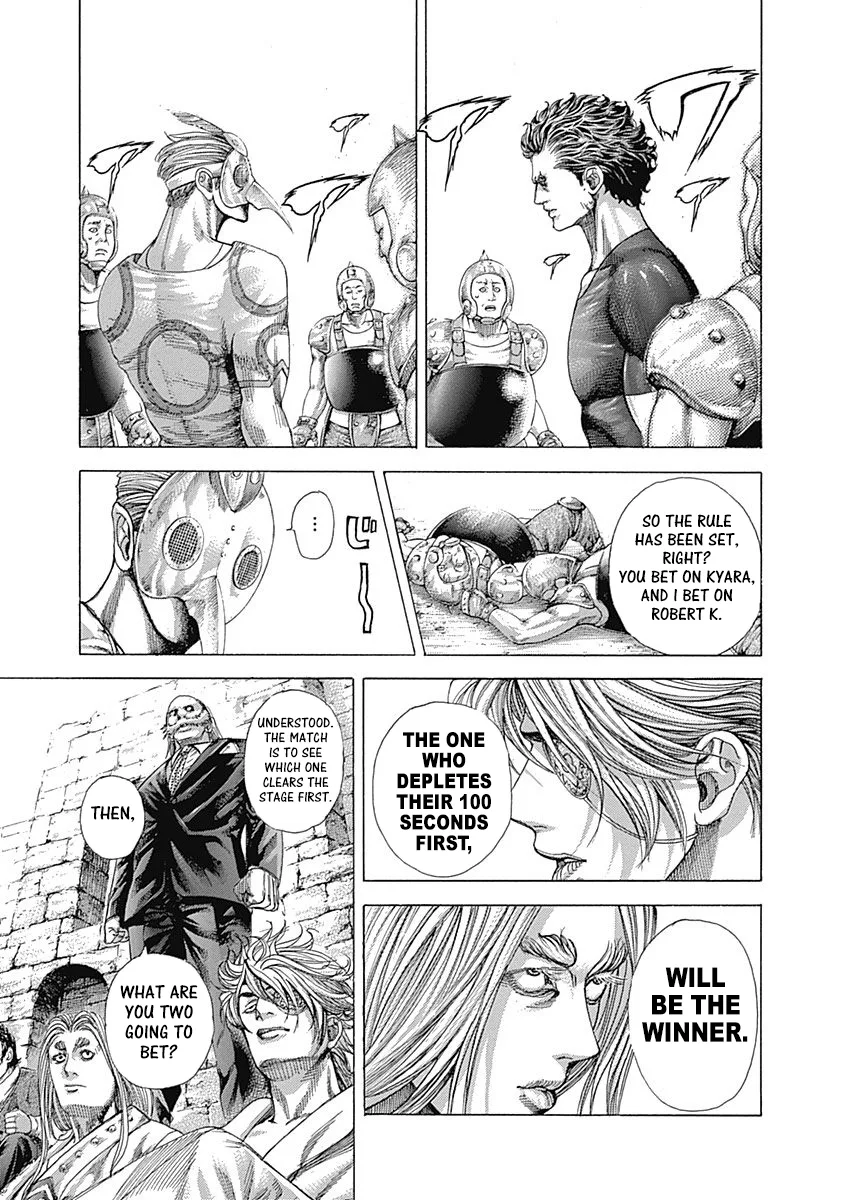 SO THE RULE
HAS BEEN SET,
RIGHT?
YOU BET ON KYARA,
AND I BET ON
ROBERT K.
…
THE ONE
WHO
DEPLETES
THEIR 100
SECONDS
FIRST,
WILL
BE THE
WINNER.
UNDERSTOOD.
THE MATCH
IS TO SEE
WHICH ONE
CLEARS THE
STAGE FIRST.
THEN,
WHAT ARE
YOU TWO
GOING TO
BET?